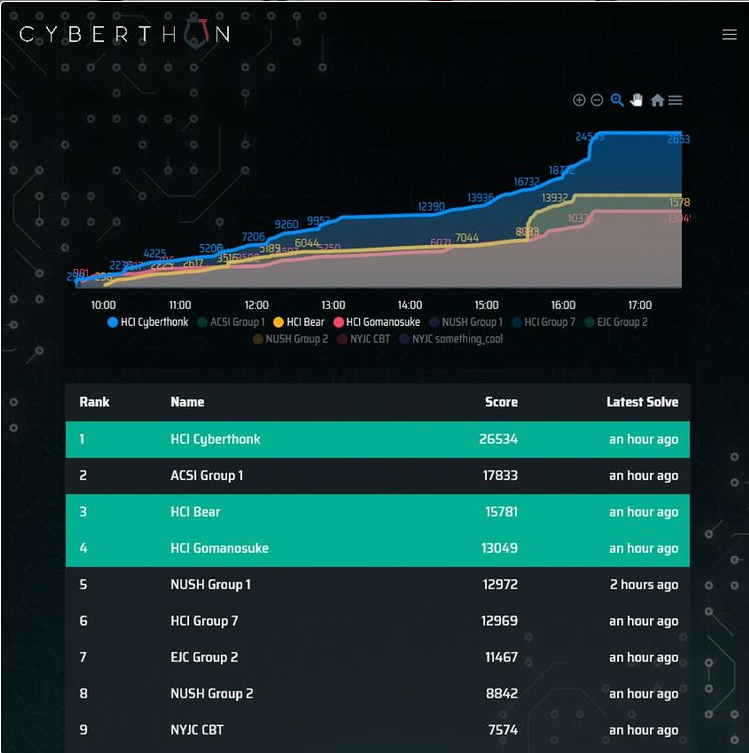 CYBERTHON
24545
2653
18732
16732
13932
1578
13936
12390
1304
10324
9952
9260
8083
7206
7044
6071
6044
5189
5250
5206
4225
3516
2617
2225
981
10:00 11:00 12:00 13:00 14:00 15:00 16:00 17:00
HCI Cyberthonk ACSI Group 1 HCI Bear HCI Gomanosuke NUSH Group 1 HCI Group 7 EJC Group 2
NUSH Group 2 NYJC CBT NYJC something_cool
Rank Name Score Latest Solve
1 HCI Cyberthonk 26534 an hour ago
2 ACSI Group 1 17833 an hour ago
3 HCI Bear 15781 an hour ago
4 HCI Gomanosuke 13049 an hour ago
5 NUSH Group 1 12972 2 hours ago
6 HCI Group 7 12969 an hour ago
7 EJC Group 2 11467 an hour ago
8 NUSH Group 2 8842 an hour ago
9 NYJC CBT 7574 an hour ago